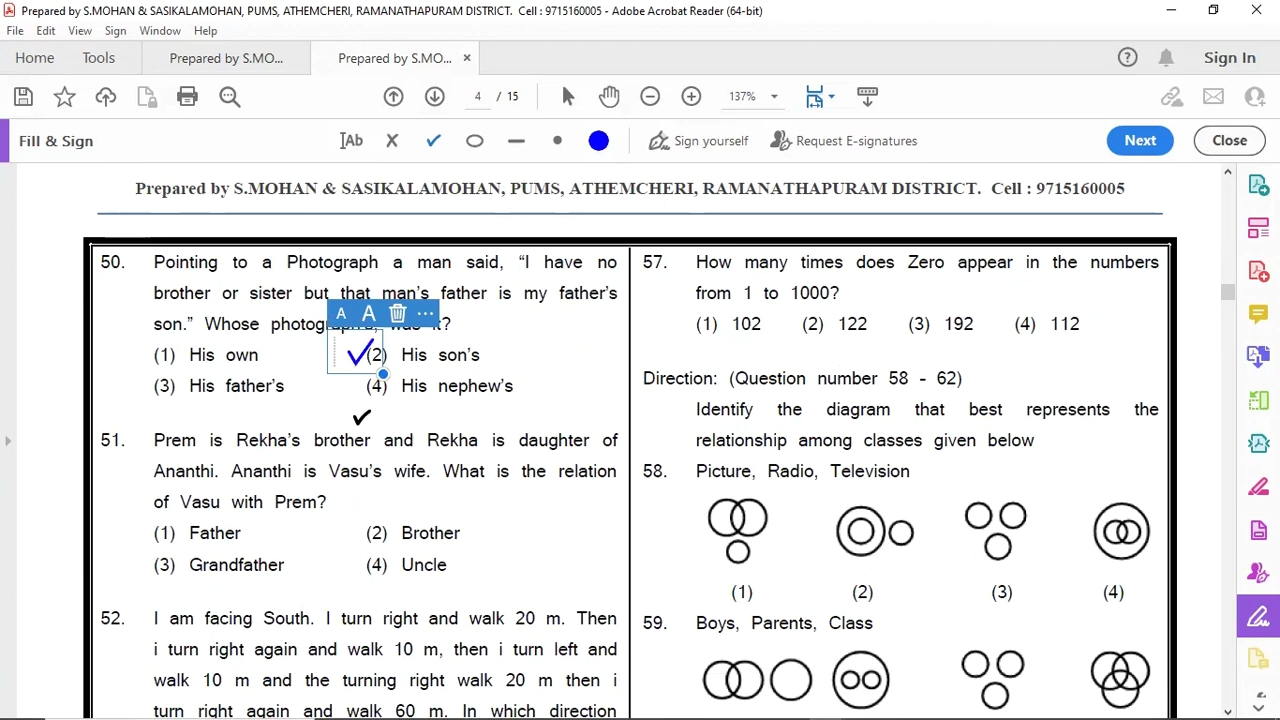 Prepared by S.MOHAN & SASIKALAMOHAN, PUMS, ATHEMCHERI, RAMANATHAPURAM DISTRICT. Cell : 9715160005 - Adobe Acrobat Reader (64-bit)
File Edit View Sign Window Help
Home Tools Prepared by S.MO... Prepared by S.MO... × Sign In
4 / 15 137%
Fill & Sign Ab Sign yourself Request E-signatures Next Close
Prepared by S.MOHAN & SASIKALAMOHAN, PUMS, ATHEMCHERI, RAMANATHAPURAM DISTRICT. Cell : 9715160005
50. Pointing to a Photograph a man said, “I have no
brother or sister but that man's father is my father's
A A ...
son.” Whose it?
(1) His own (2) His son's
(3) His father's (4) His nephew's
51. Prem is Rekha's brother and Rekha is daughter of
Ananthi. Ananthi is Vasu's wife. What is the relation
of Vasu with Prem?
(1) Father (2) Brother
(3) Grandfather (4) Uncle
52. I am facing South. I turn right and walk 20 m. Then
i turn right again and walk 10 m, then i turn left and
walk 10 m and the turning right walk 20 m then i
turn right again and walk 60 m. In which direction
57. How many times does Zero appear in the numbers
from 1 to 1000?
(1) 102 (2) 122 (3) 192 (4) 112
Direction: (Question number 58 - 62)
Identify the diagram that best represents the
relationship among classes given below
58. Picture, Radio, Television
(1) (2) (3) (4)
59. Boys, Parents, Class